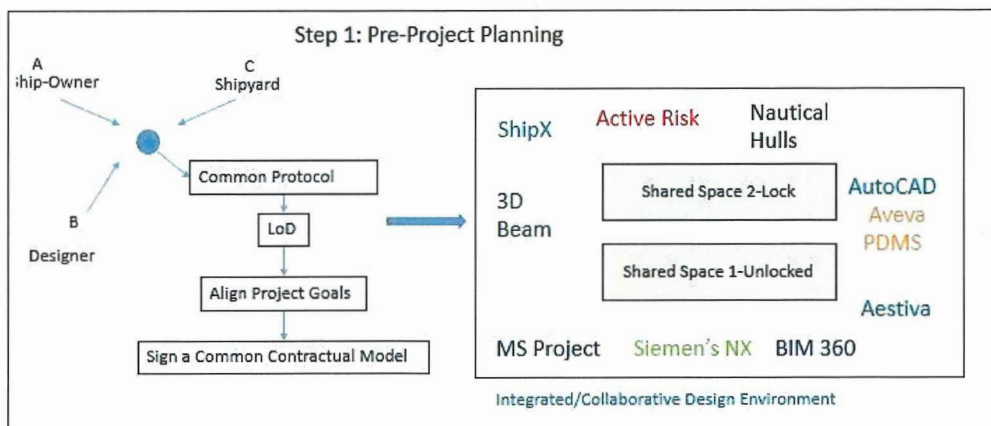 Step 1: Pre-Project Planning
A
hip-Owner
C
Shipyard
B
Designer
Common Protocol
LoD
Align Project Goals
Sign a Common Contractual Model
ShipX
Active Risk
Nautical
Hulls
3D
Beam
Shared Space 2-Lock
AutoCAD
Aveva
PDMS
Shared Space 1-Unlocked
Aestiva
MS Project
Siemen's NX
BIM 360
Integrated/Collaborative Design Environment